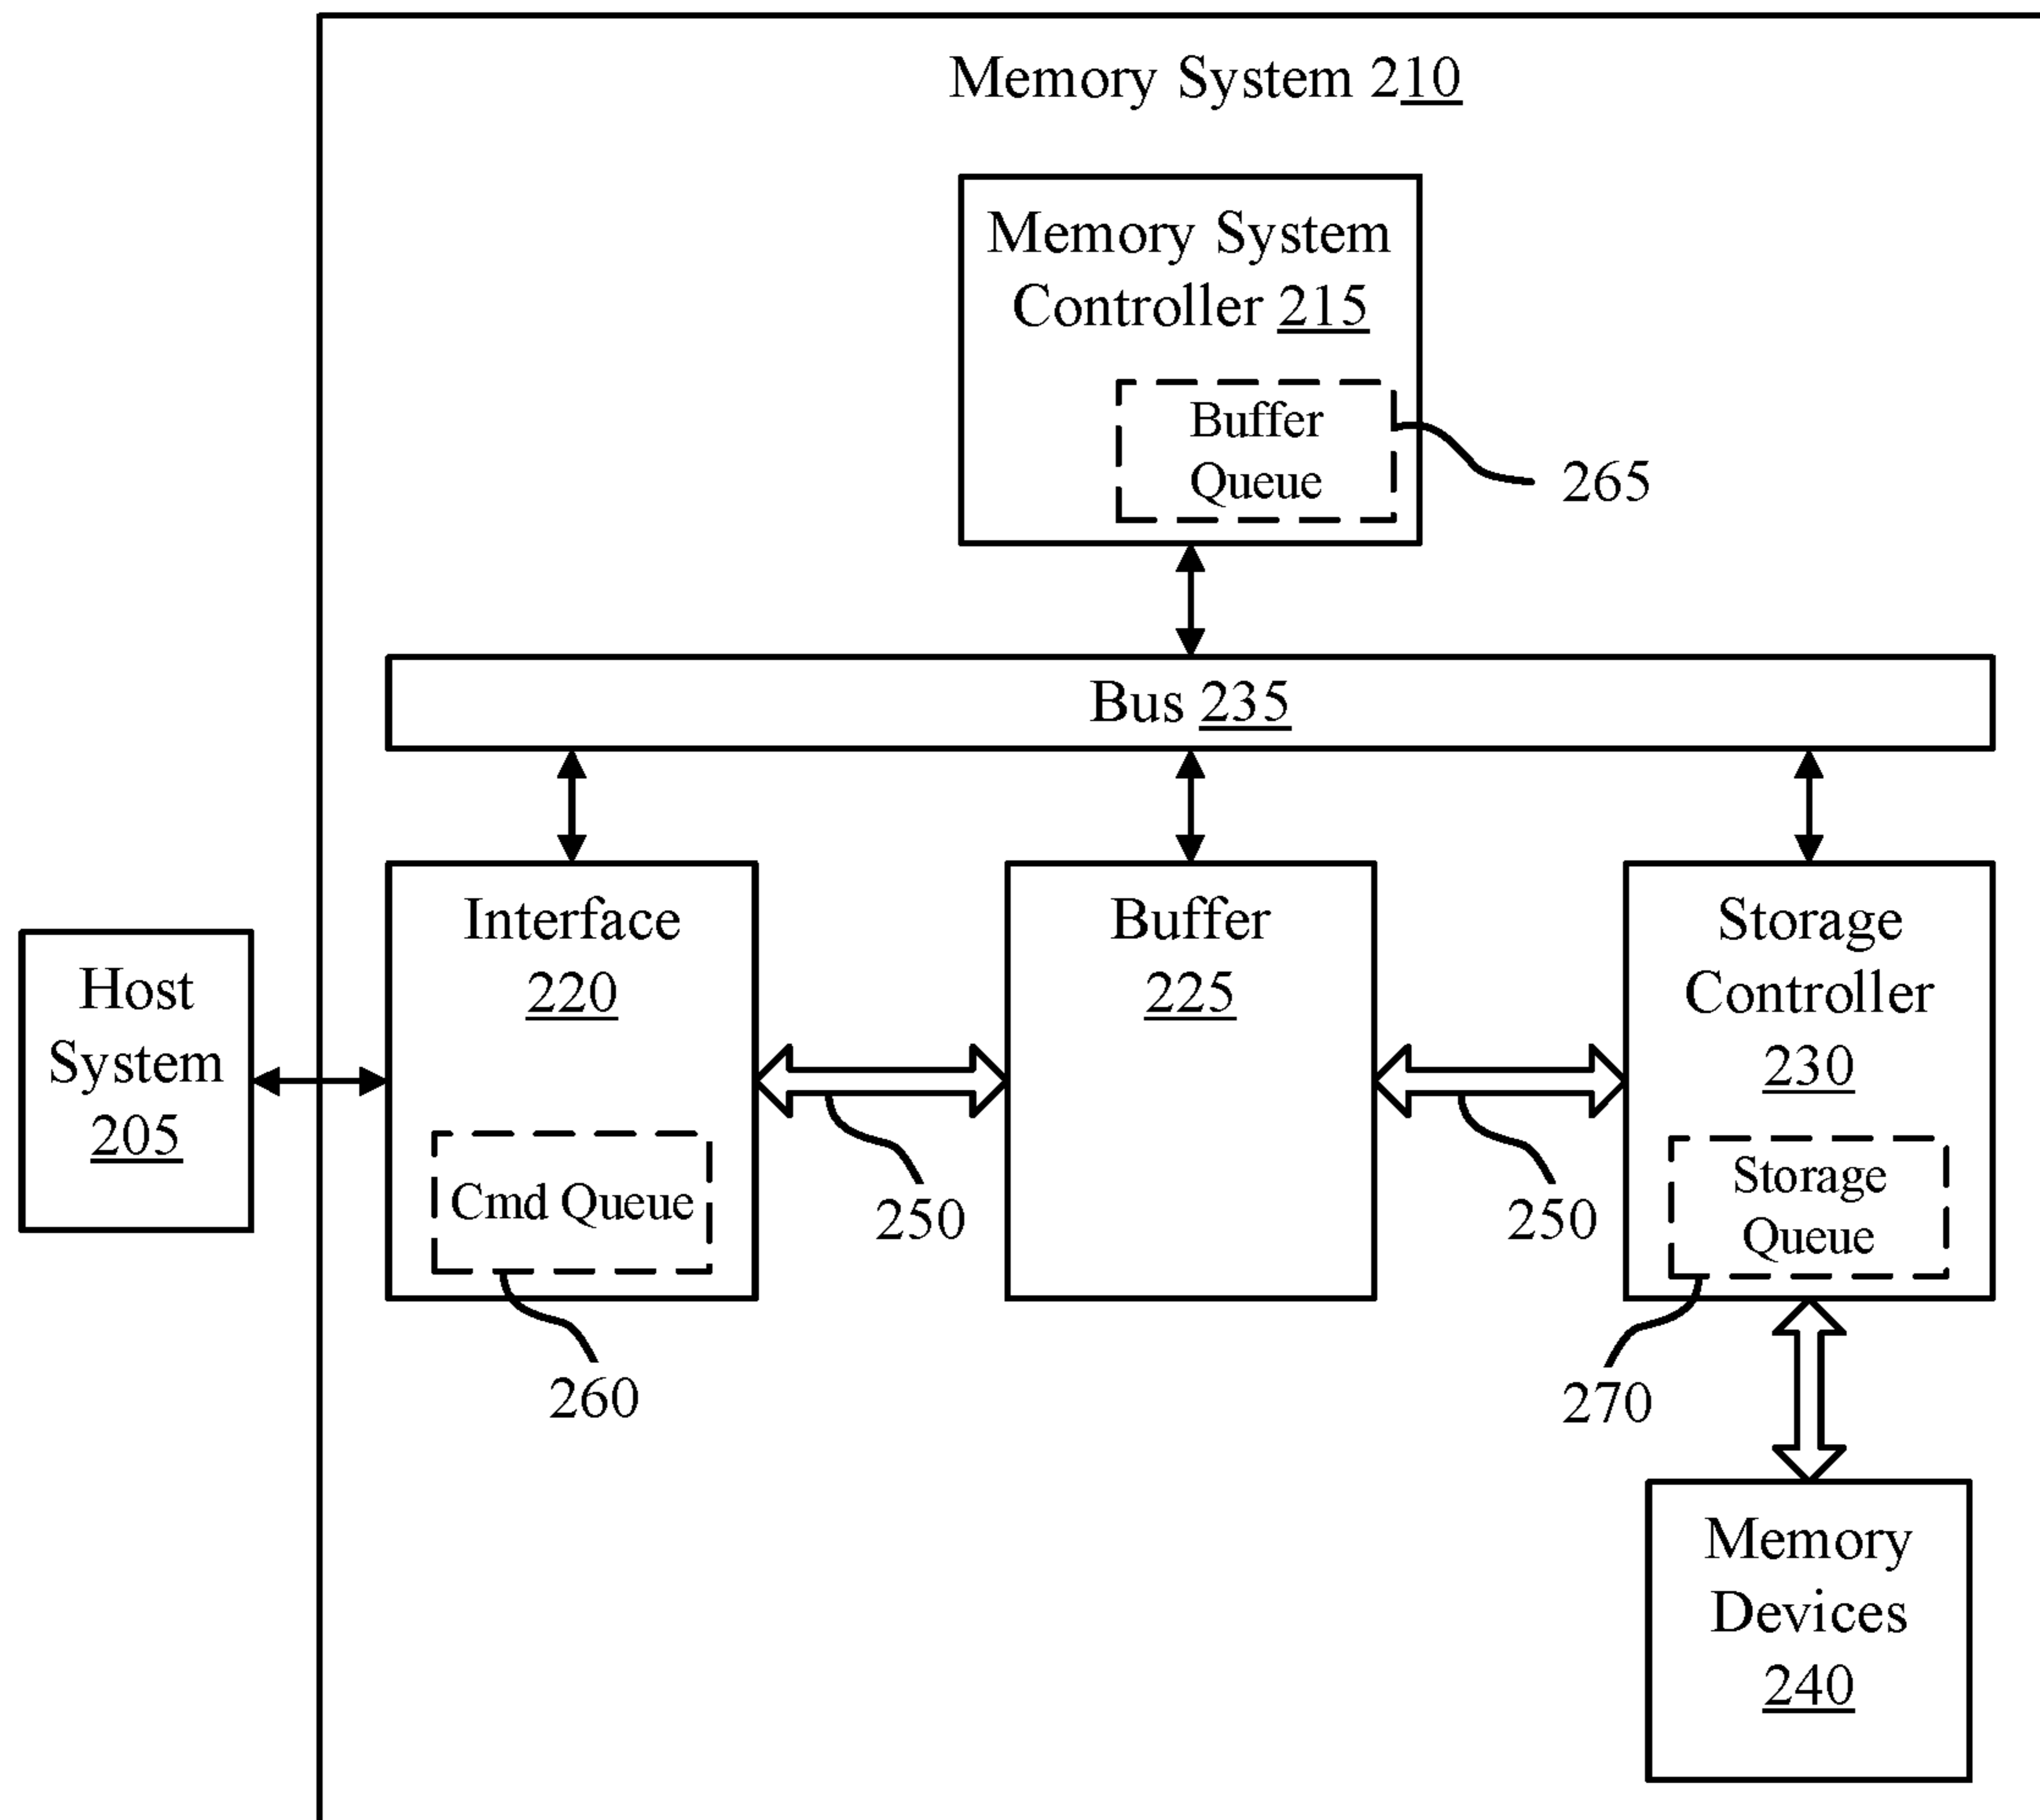 Memory System 210
Memory System
Controller 215
Buffer
Queue
265
Bus 235
Interface
220
Buffer
225
Storage
Controller
230
Host
System
205
Cmd Queue
250
250
Storage
Queue
260
270
Memory
Devices
240